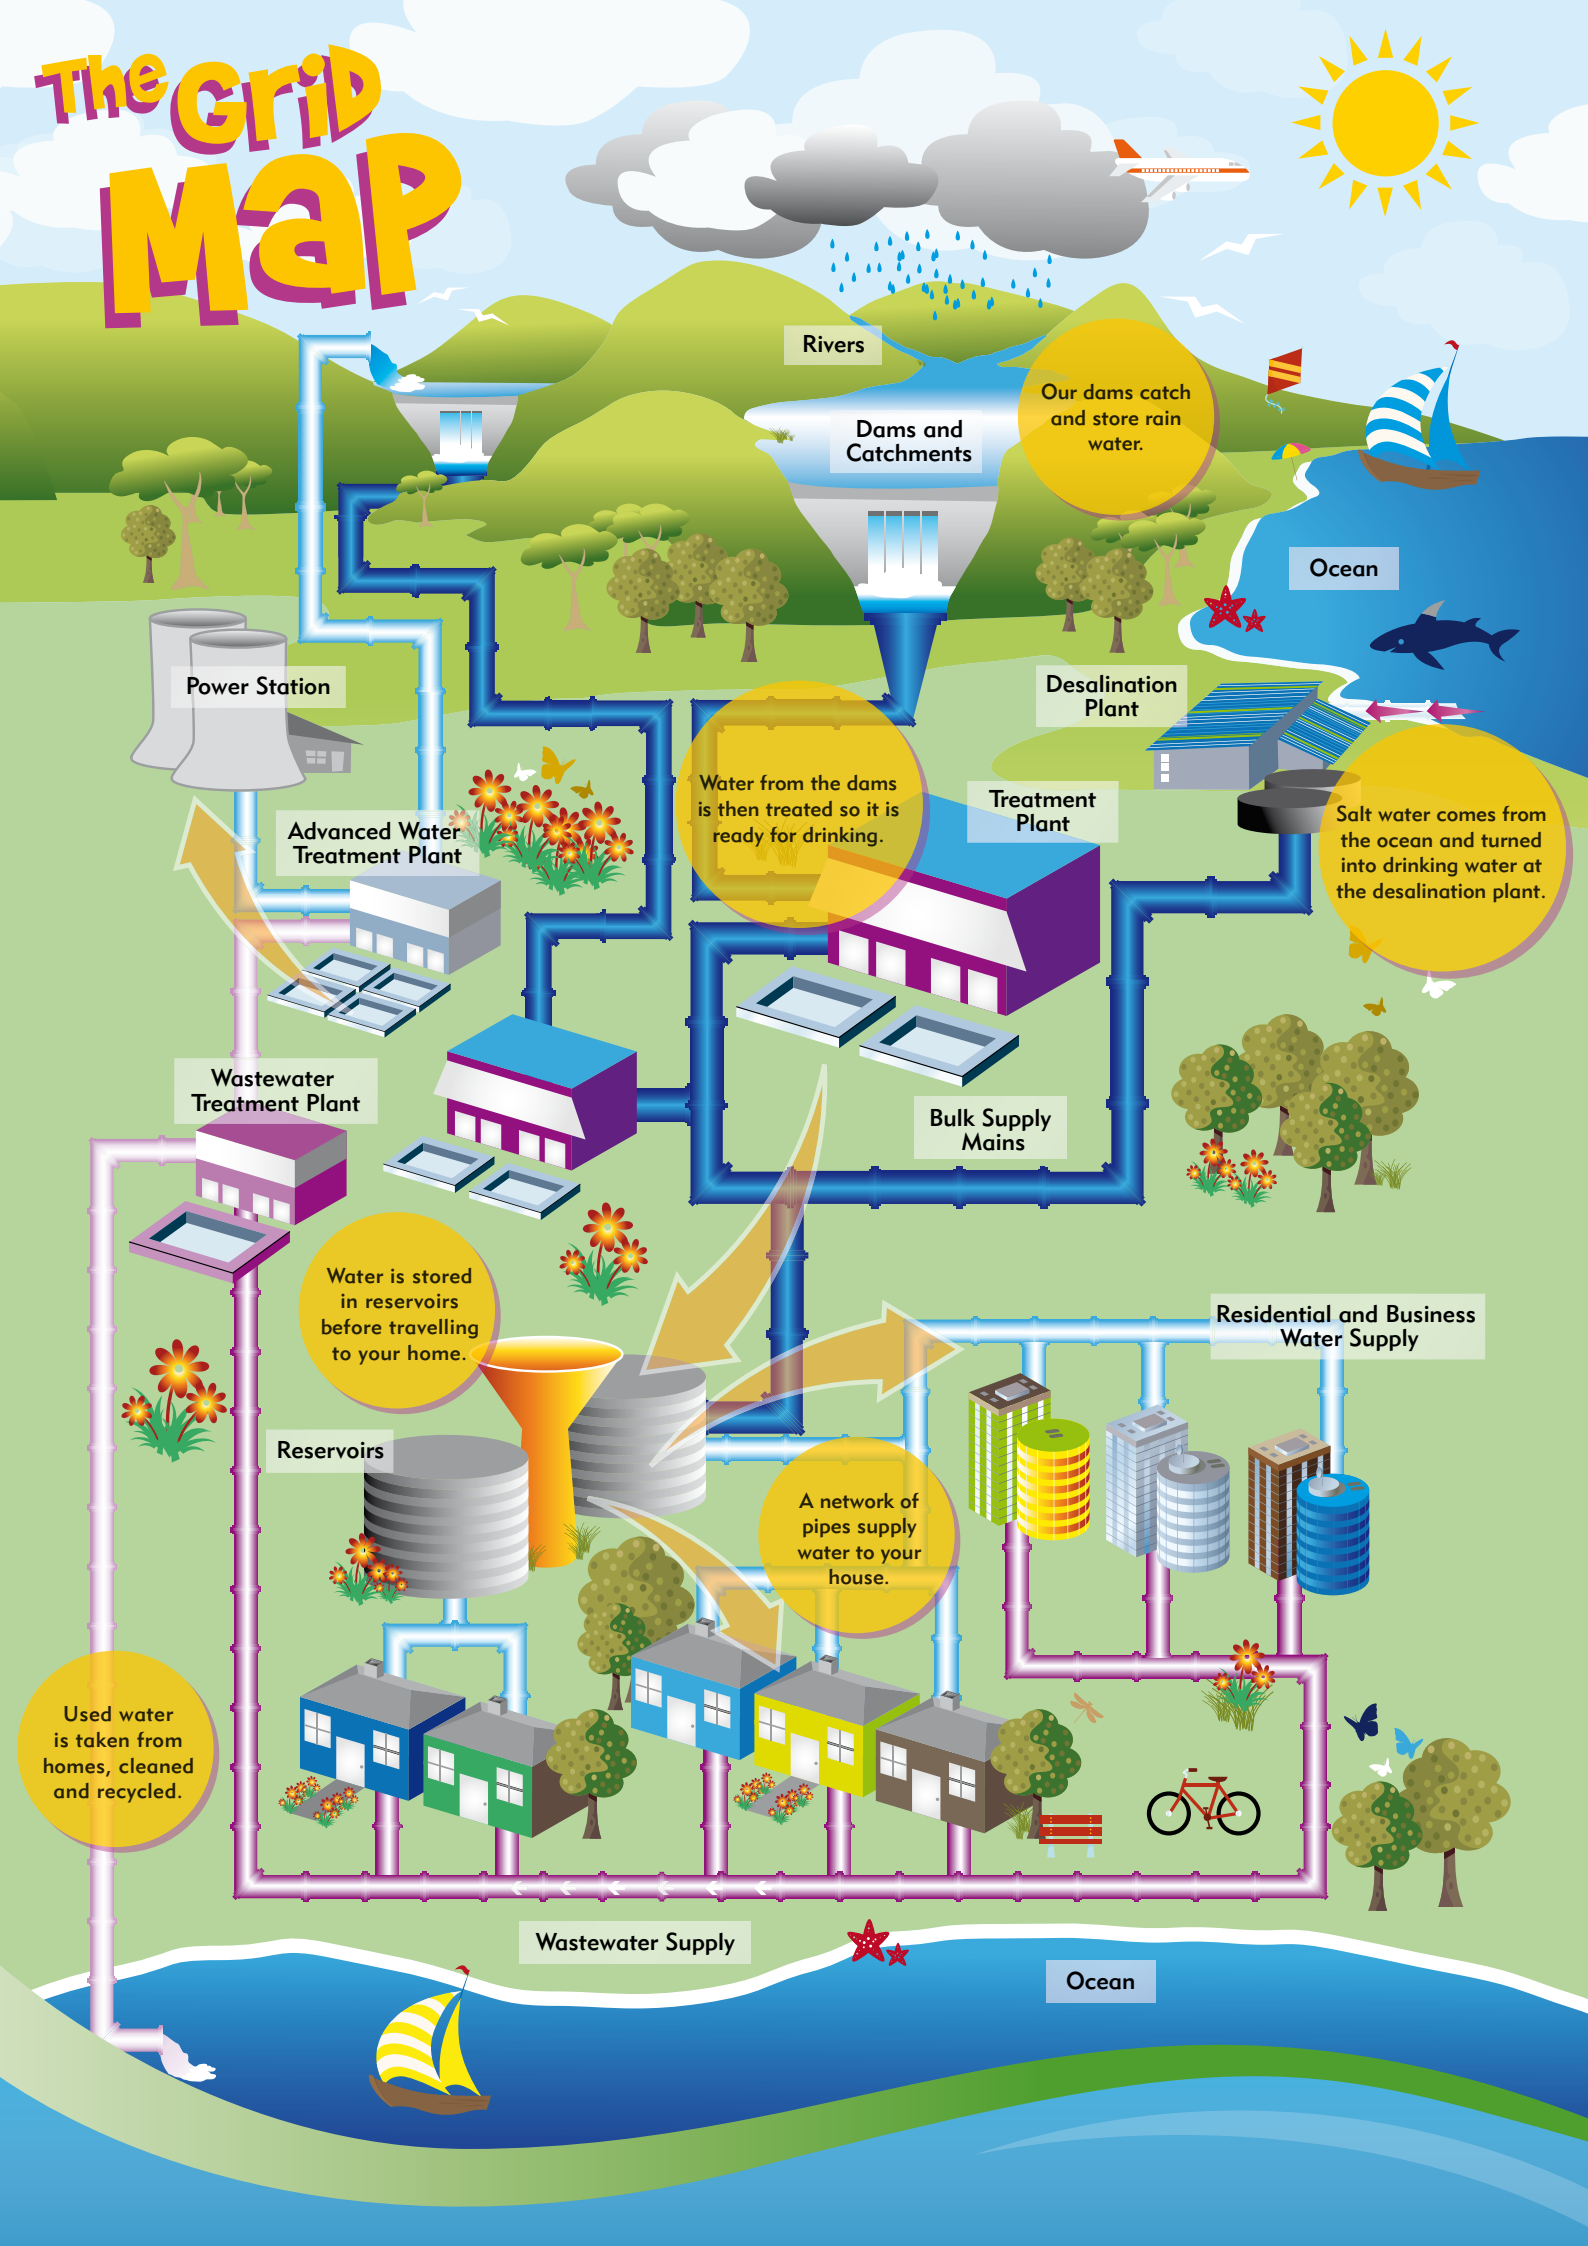 The Grid
Map
Rivers
Our dams catch
and store rain
water.
Dams and
Catchments
Ocean
Power Station
Desalination
Plant
Water from the dams
is then treated so it is
ready for drinking.
Treatment
Plant
Salt water comes from
the ocean and turned
into drinking water at
the desalination plant.
Advanced Water
Treatment Plant
Wastewater
Treatment Plant
Bulk Supply
Mains
Water is stored
in reservoirs
before travelling
to your home.
Residential and Business
Water Supply
Reservoirs
A network of
pipes supply
water to your
house.
Used water
is taken from
homes, cleaned
and recycled.
Wastewater Supply
Ocean